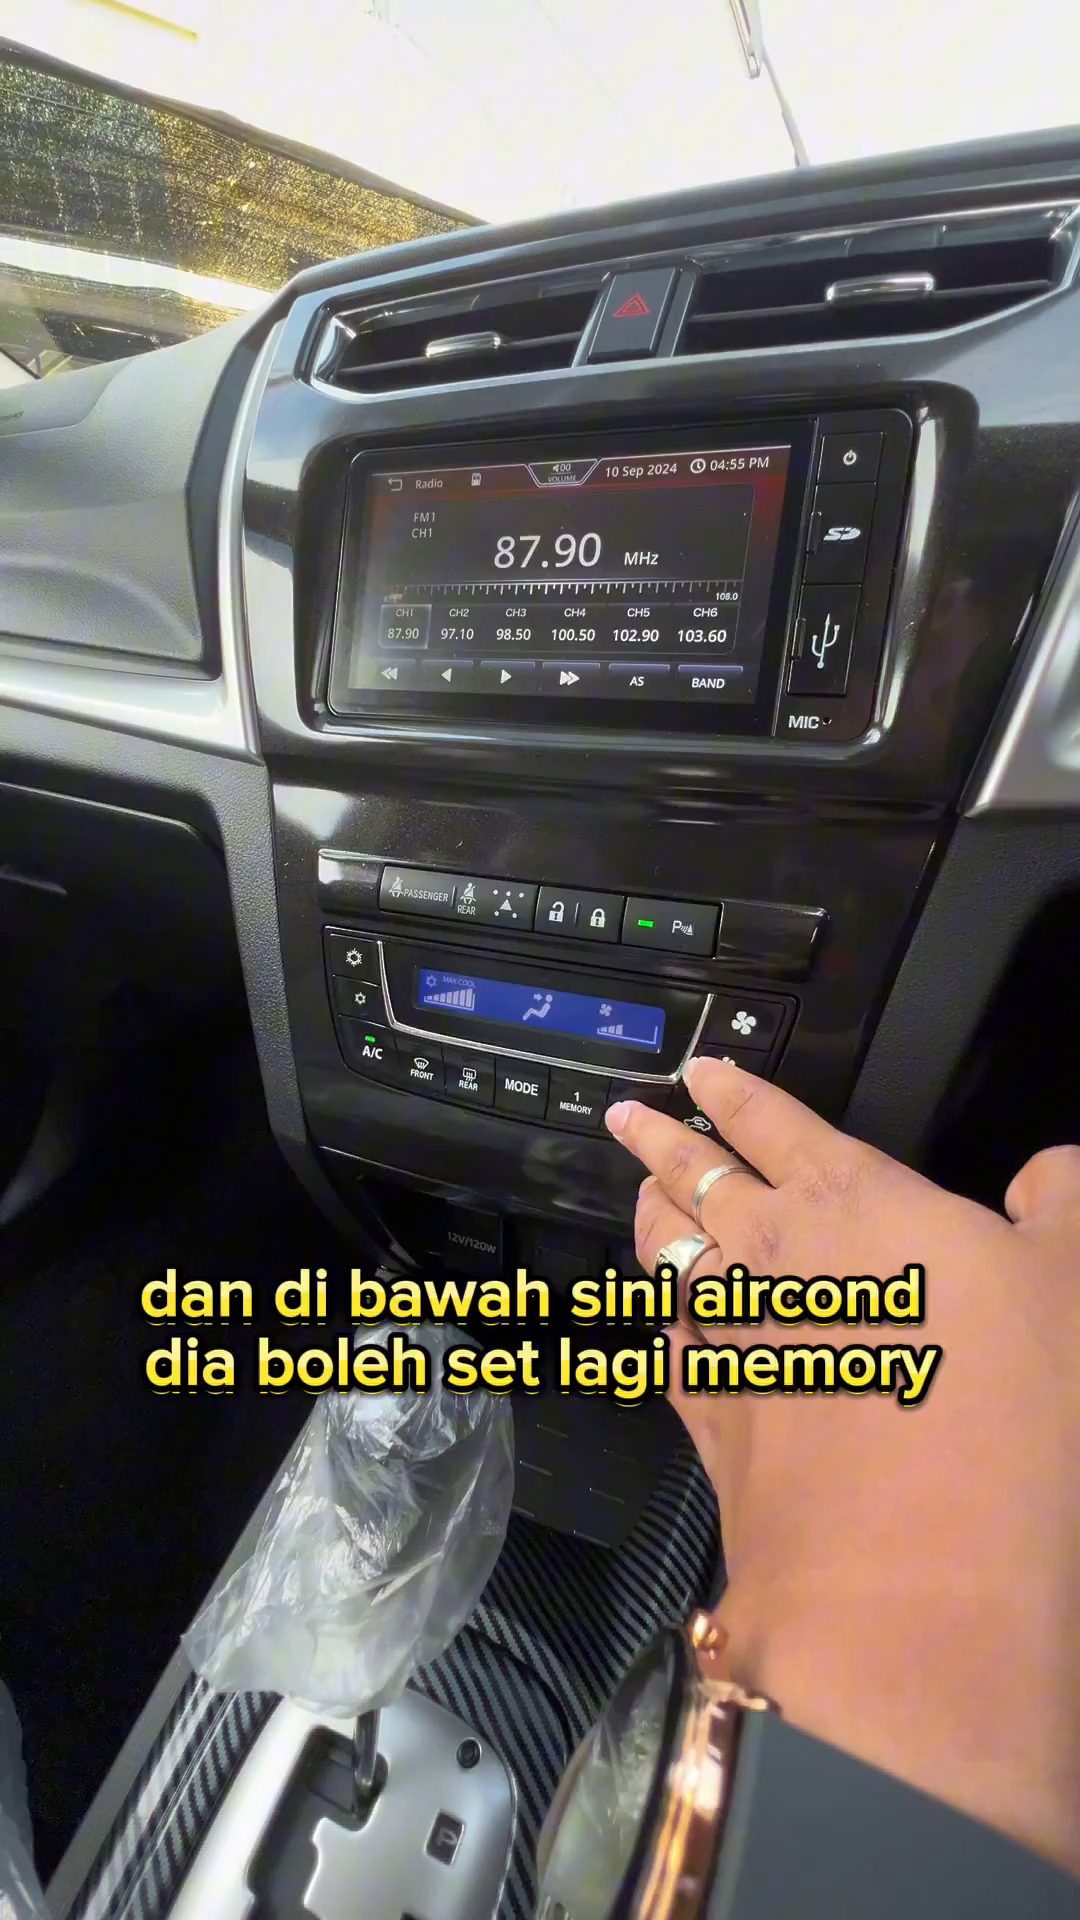 Radio
00
VOLUME
10 Sep 2024
04:55 PM
FM1
CH1
87.90 MHz
108.0
CH1 CH2 CH3 CH4 CH5 CH6
87.90 97.10 98.50 100.50 102.90 103.60
AS
BAND
MIC
PASSENGER
REAR
P
MAX COOL
A/C
FRONT
REAR
MODE
1
MEMORY
12V/120W
dan di bawah sini aircond
dia boleh set lagi memory
P